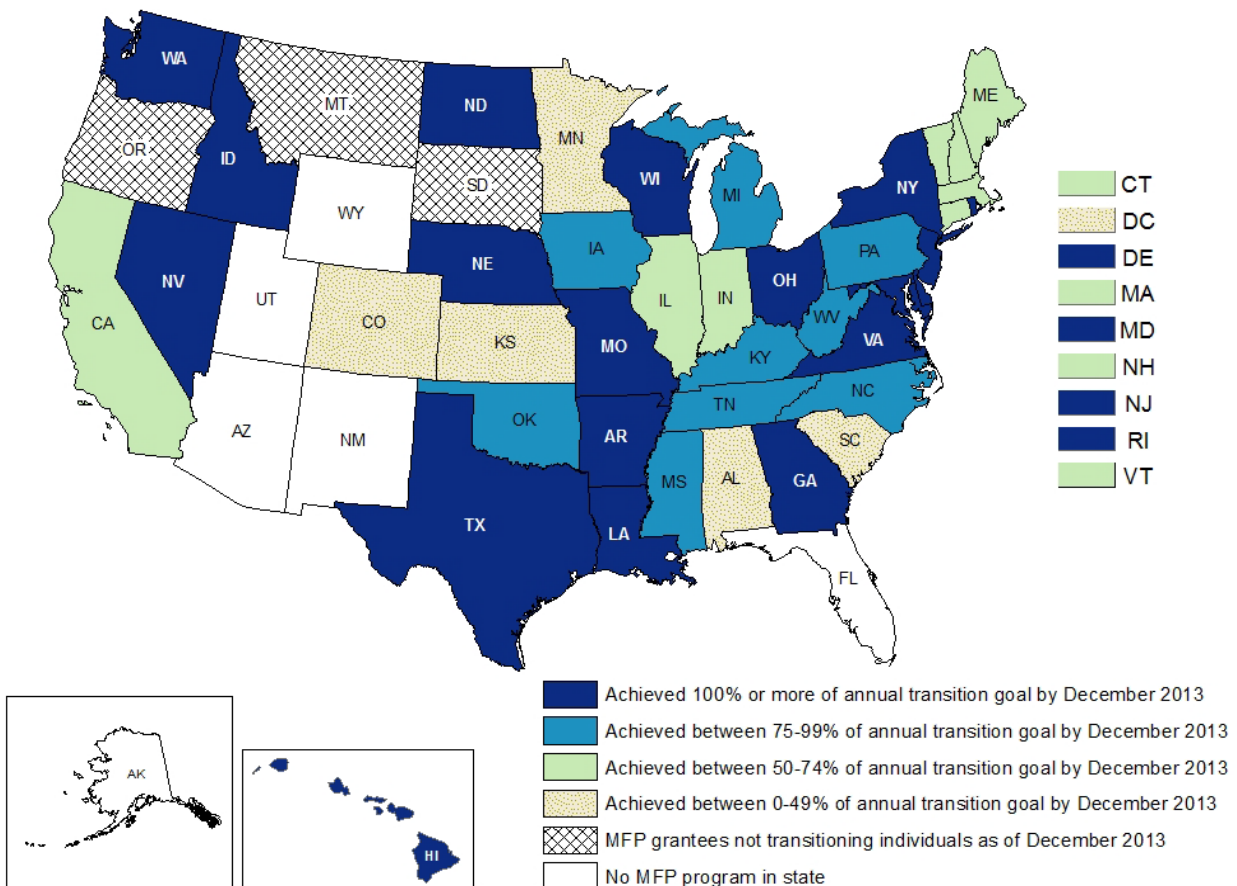 WA
MT
ND
MN
ME
OR
ID
SD
WI
MI
NY
WY
CT
DC
DE
MA
MD
NH
NJ
RI
VT
NV
NE
IA
PA
UT
IL
IN
OH
CA
CO
KS
MO
WV
VA
KY
AZ
NM
OK
AR
TN
NC
SC
MS
AL
GA
TX
LA
FL
AK
HI
Achieved 100% or more of annual transition goal by December 2013
Achieved between 75-99% of annual transition goal by December 2013
Achieved between 50-74% of annual transition goal by December 2013
Achieved between 0-49% of annual transition goal by December 2013
MFP grantees not transitioning individuals as of December 2013
No MFP program in state